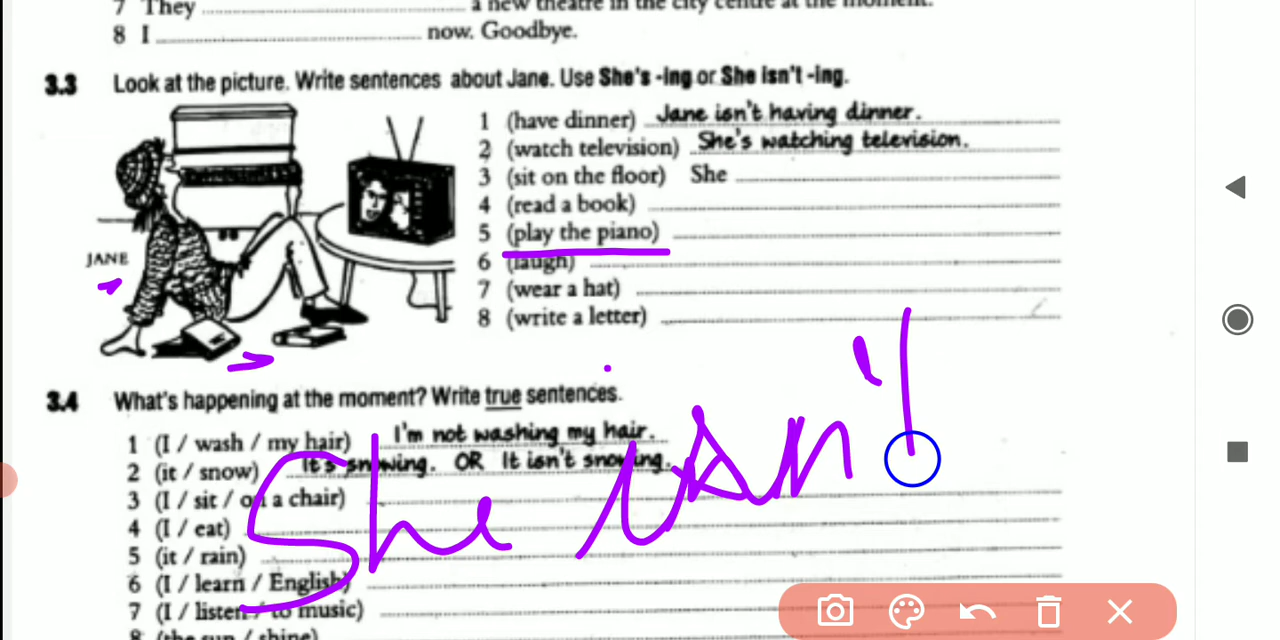 7 They ........ a new theatre in the city centre at the moment.
8 I ........ now. Goodbye.
3.3 Look at the picture. Write sentences about Jane. Use She's -ing or She isn't -ing.
JANE
1 (have dinner) Jane isn't having dinner.
2 (watch television) She's watching television.
3 (sit on the floor) She ........
4 (read a book) ........
5 (play the piano) ........
6 (laugh) ........
7 (wear a hat) ........
8 (write a letter) ........
3.4 What's happening at the moment? Write true sentences.
1 (I / wash / my hair) I'm not washing my hair.
2 (it / snow) It's snowing. OR It isn't snowing.
3 (I / sit / on a chair) ........
4 (I / eat) ........
5 (it / rain) ........
6 (I / learn / English) ........
7 (I / listen / to music) ........
8 (the sun / shine)
She isn'